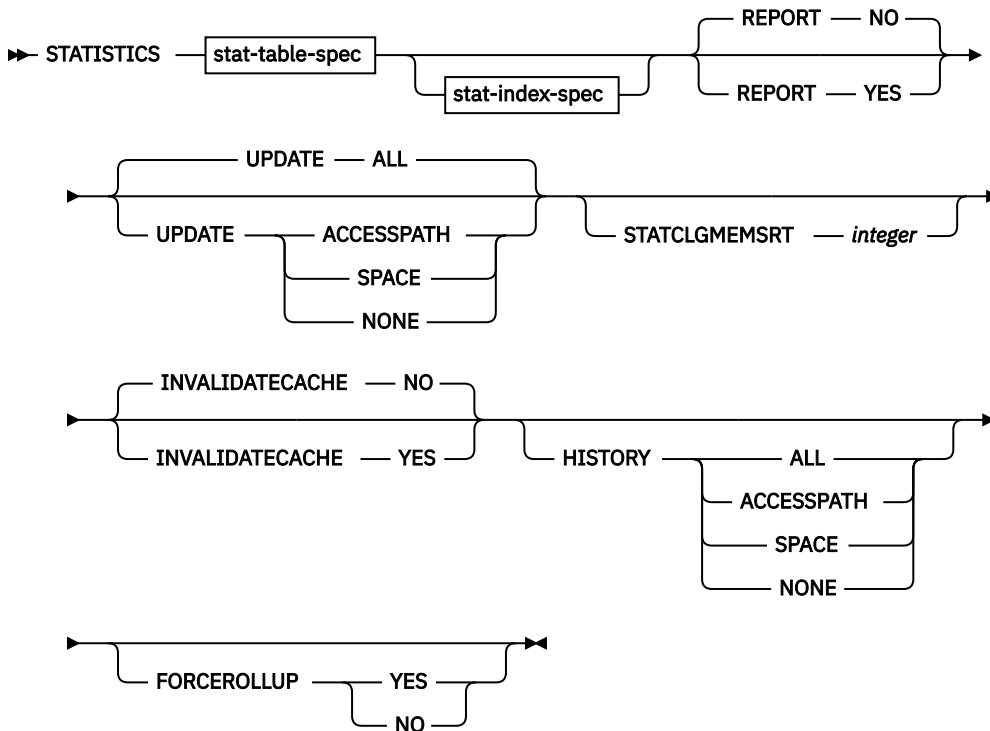 REPORT NO
STATISTICS stat-table-spec
stat-index-spec
REPORT YES
UPDATE ALL
UPDATE ACCESSPATH
SPACE
NONE
STATCLGMEMSRT integer
INVALIDATECACHE NO
INVALIDATECACHE YES
HISTORY ALL
ACCESSPATH
SPACE
NONE
FORCEROLLUP YES
NO